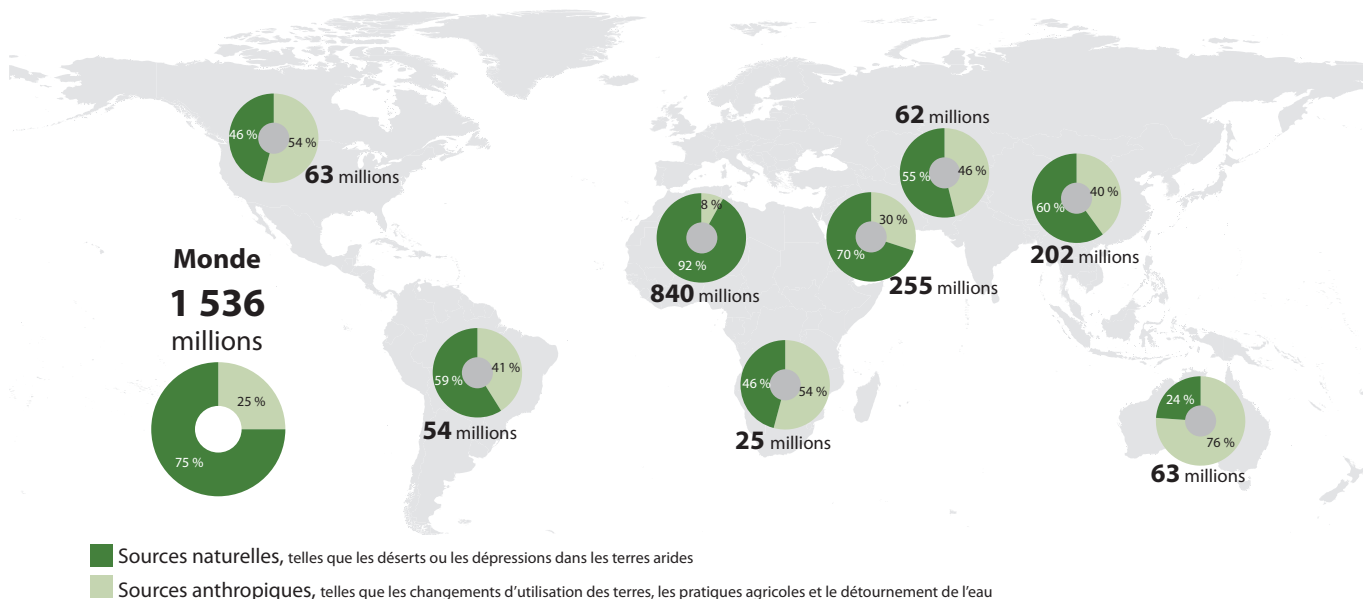 46 %
54 %
63 millions
Monde
1 536
millions
25 %
75 %
59 %
41 %
54 millions
8 %
92 %
840 millions
30 %
70 %
255 millions
62 millions
55 %
46 %
40 %
60 %
202 millions
46 %
54 %
25 millions
24 %
76 %
63 millions
Sources naturelles, telles que les déserts ou les dépressions dans les terres arides
Sources anthropiques, telles que les changements d’utilisation des terres, les pratiques agricoles et le détournement de l’eau